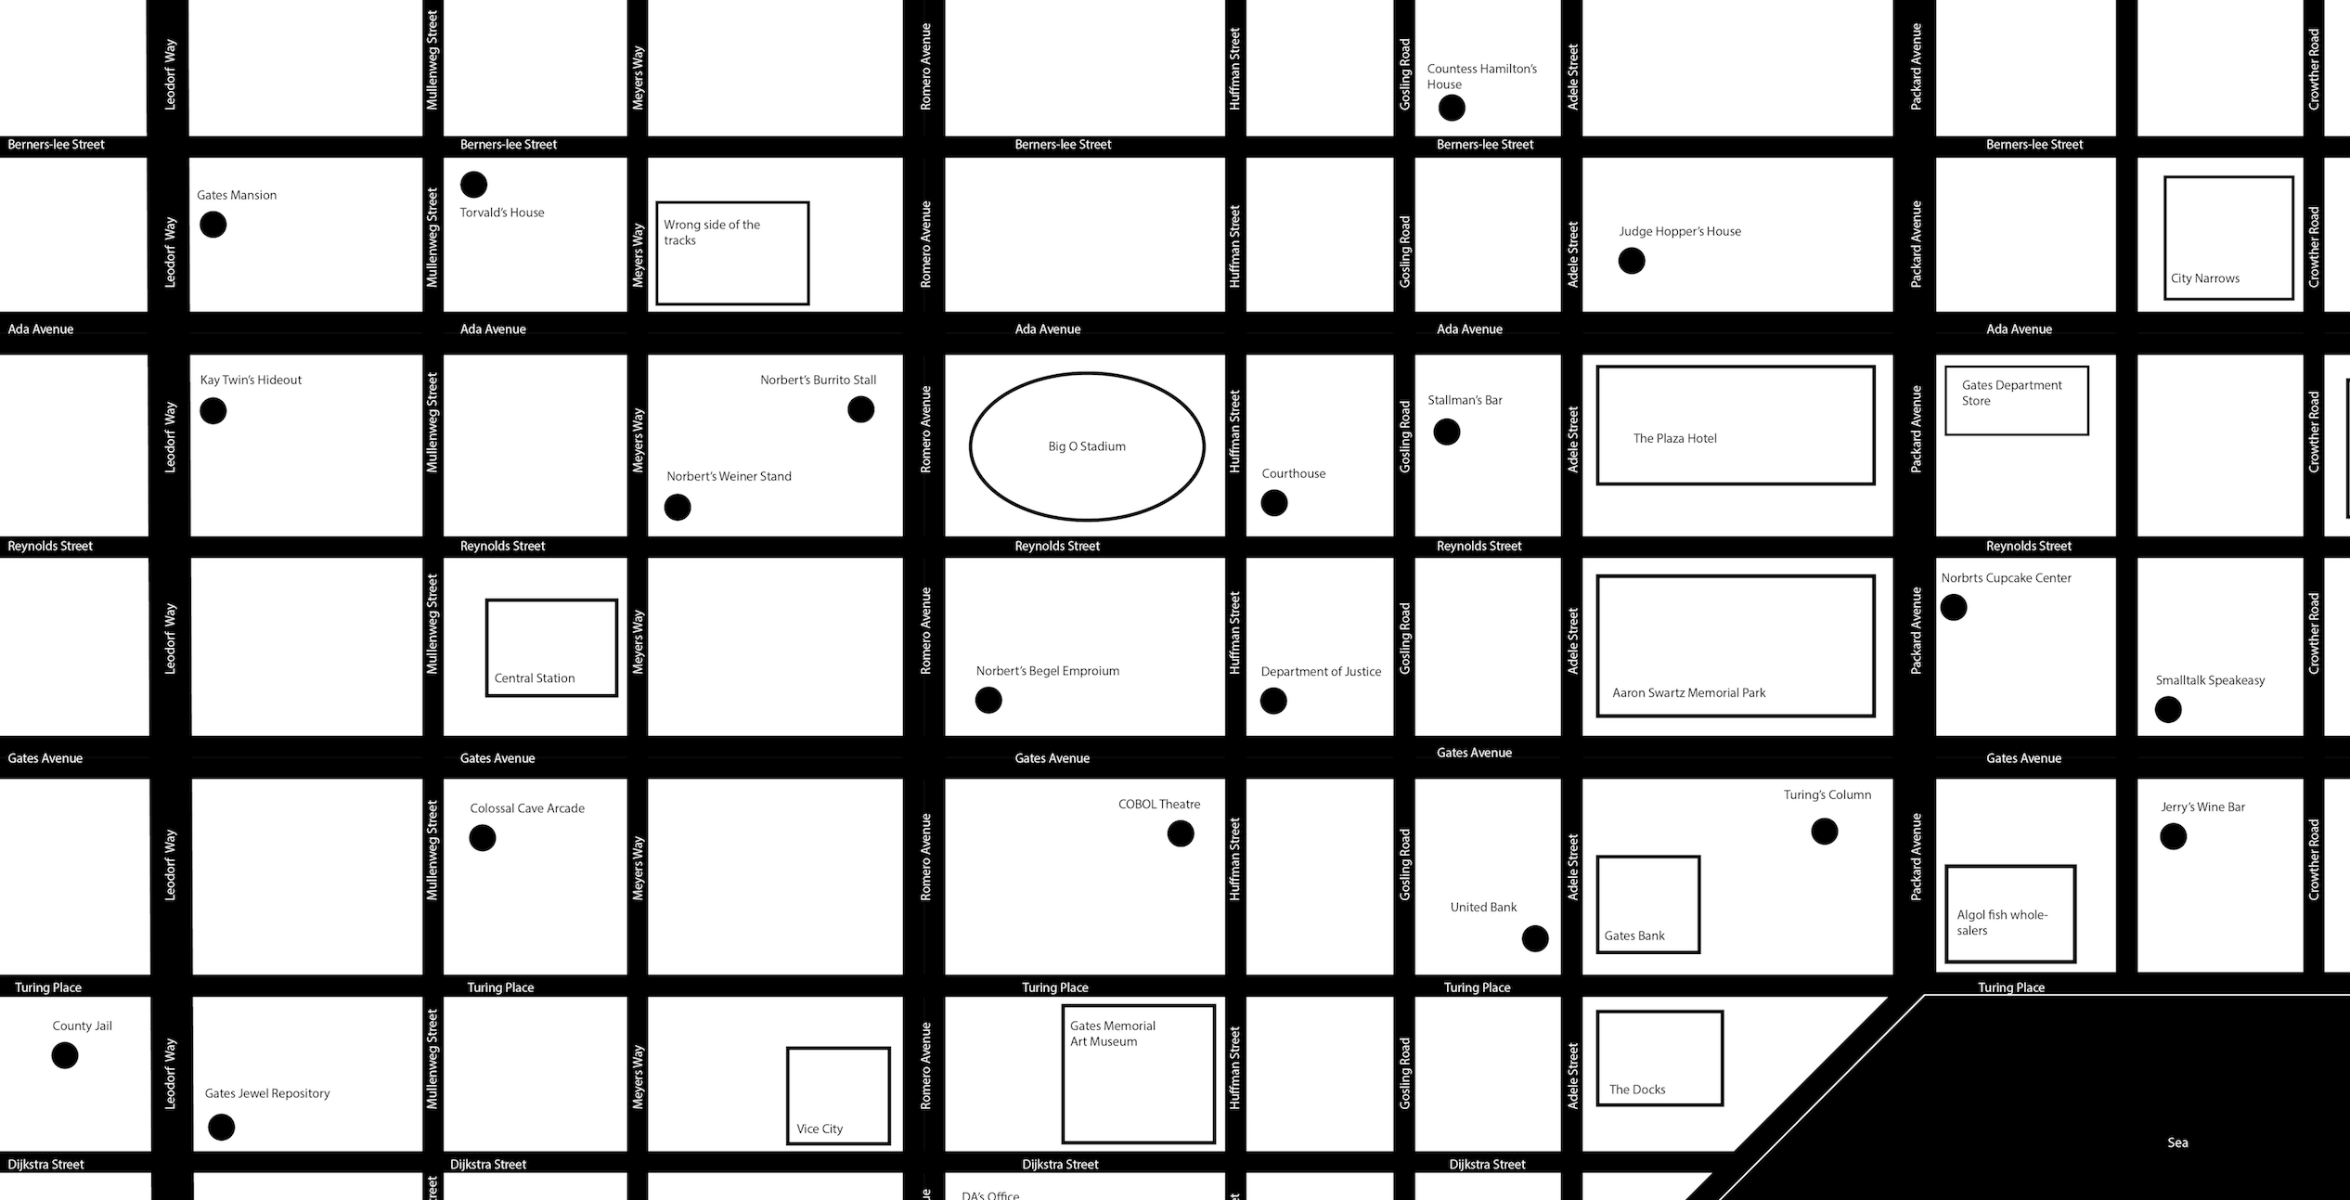 Leodorf Way
Mullenweg Street
Meyers Way
Romero Avenue
Huffman Street
Gosling Road
Countess Hamilton's
House
Adele Street
Packard Avenue
Crowther Road
Berners-lee Street
Berners-lee Street
Berners-lee Street
Berners-lee Street
Berners-lee Street
Leodorf Way
Gates Mansion
Mullenweg Street
Torvald's House
Meyers Way
Wrong side of the
tracks
Romero Avenue
Huffman Street
Gosling Road
Adele Street
Judge Hopper's House
Packard Avenue
City Narrows
Crowther Road
Ada Avenue
Ada Avenue
Ada Avenue
Ada Avenue
Ada Avenue
Leodorf Way
Kay Twin's Hideout
Mullenweg Street
Meyers Way
Norbert's Burrito Stall
Norbert's Weiner Stand
Romero Avenue
Big O Stadium
Huffman Street
Courthouse
Gosling Road
Stallman's Bar
Adele Street
The Plaza Hotel
Packard Avenue
Gates Department
Store
Crowther Road
Reynolds Street
Reynolds Street
Reynolds Street
Reynolds Street
Reynolds Street
Leodorf Way
Mullenweg Street
Central Station
Meyers Way
Romero Avenue
Norbert's Begel Emproium
Huffman Street
Department of Justice
Gosling Road
Adele Street
Aaron Swartz Memorial Park
Packard Avenue
Norbrts Cupcake Center
Smalltalk Speakeasy
Crowther Road
Gates Avenue
Gates Avenue
Gates Avenue
Gates Avenue
Gates Avenue
Leodorf Way
Mullenweg Street
Colossal Cave Arcade
Meyers Way
Romero Avenue
COBOL Theatre
Huffman Street
Gosling Road
United Bank
Adele Street
Turing's Column
Gates Bank
Packard Avenue
Algol fish whole-
salers
Jerry's Wine Bar
Crowther Road
Turing Place
Turing Place
Turing Place
Turing Place
Turing Place
County Jail
Leodorf Way
Gates Jewel Repository
Mullenweg Street
Meyers Way
Vice City
Romero Avenue
Gates Memorial
Art Museum
Huffman Street
Gosling Road
Adele Street
The Docks
Sea
Dijkstra Street
Dijkstra Street
Dijkstra Street
Dijkstra Street
DA's Office